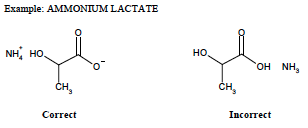 Example: AMMONIUM LACTATE
O
NH4+ HO O−
CH3
Correct
O
HO
OH NH3
CH3
Incorrect